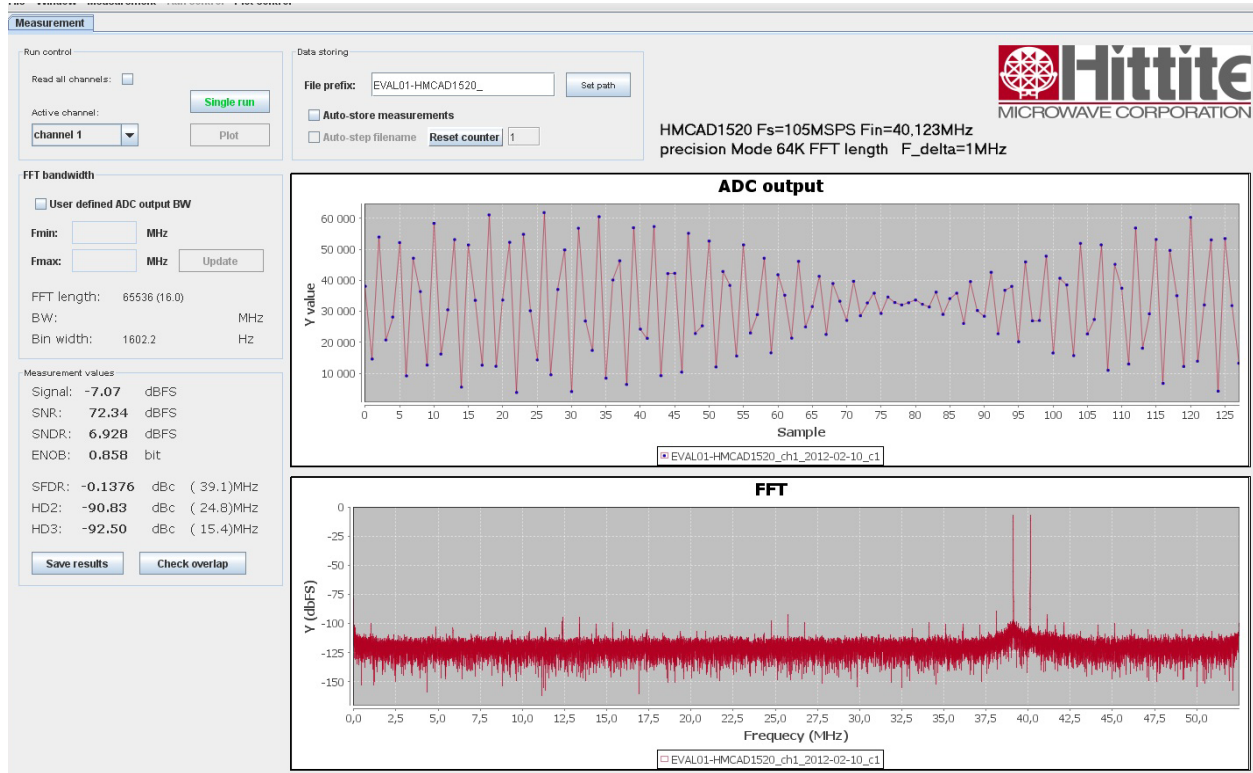 File Window Measurement Run control Plot Control
Measurement
Run control
Read all channels:
Single run
Active channel:
channel 1
Plot
Data storing
File prefix: EVAL01-HMCAD1520_ Set path
Auto-store measurements
Auto-step filename Reset counter 1
Hittite
MICROWAVE CORPORATION
HMCAD1520 Fs=105MSPS Fin=40,123MHz
precision Mode 64K FFT length F_delta=1MHz
FFT bandwidth
User defined ADC output BW
Fmin: MHz
Fmax: MHz Update
FFT length: 65536 (16.0)
BW: MHz
Bin width: 1602.2 Hz
Measurement values
Signal: -7.07 dBFS
SNR: 72.34 dBFS
SNDR: 6.928 dBFS
ENOB: 0.858 bit
SFDR: -0.1376 dBc ( 39.1)MHz
HD2: -90.83 dBc ( 24.8)MHz
HD3: -92.50 dBc ( 15.4)MHz
Save results Check overlap
ADC output
60 000
50 000
40 000
30 000
20 000
10 000
Y value
0 5 10 15 20 25 30 35 40 45 50 55 60 65 70 75 80 85 90 95 100 105 110 115 120 125
Sample
EVAL01-HMCAD1520_ch1_2012-02-10_c1
FFT
0
-25
-50
-75
-100
-125
-150
Y (dbFS)
0,0 2,5 5,0 7,5 10,0 12,5 15,0 17,5 20,0 22,5 25,0 27,5 30,0 32,5 35,0 37,5 40,0 42,5 45,0 47,5 50,0
Frequecy (MHz)
EVAL01-HMCAD1520_ch1_2012-02-10_c1